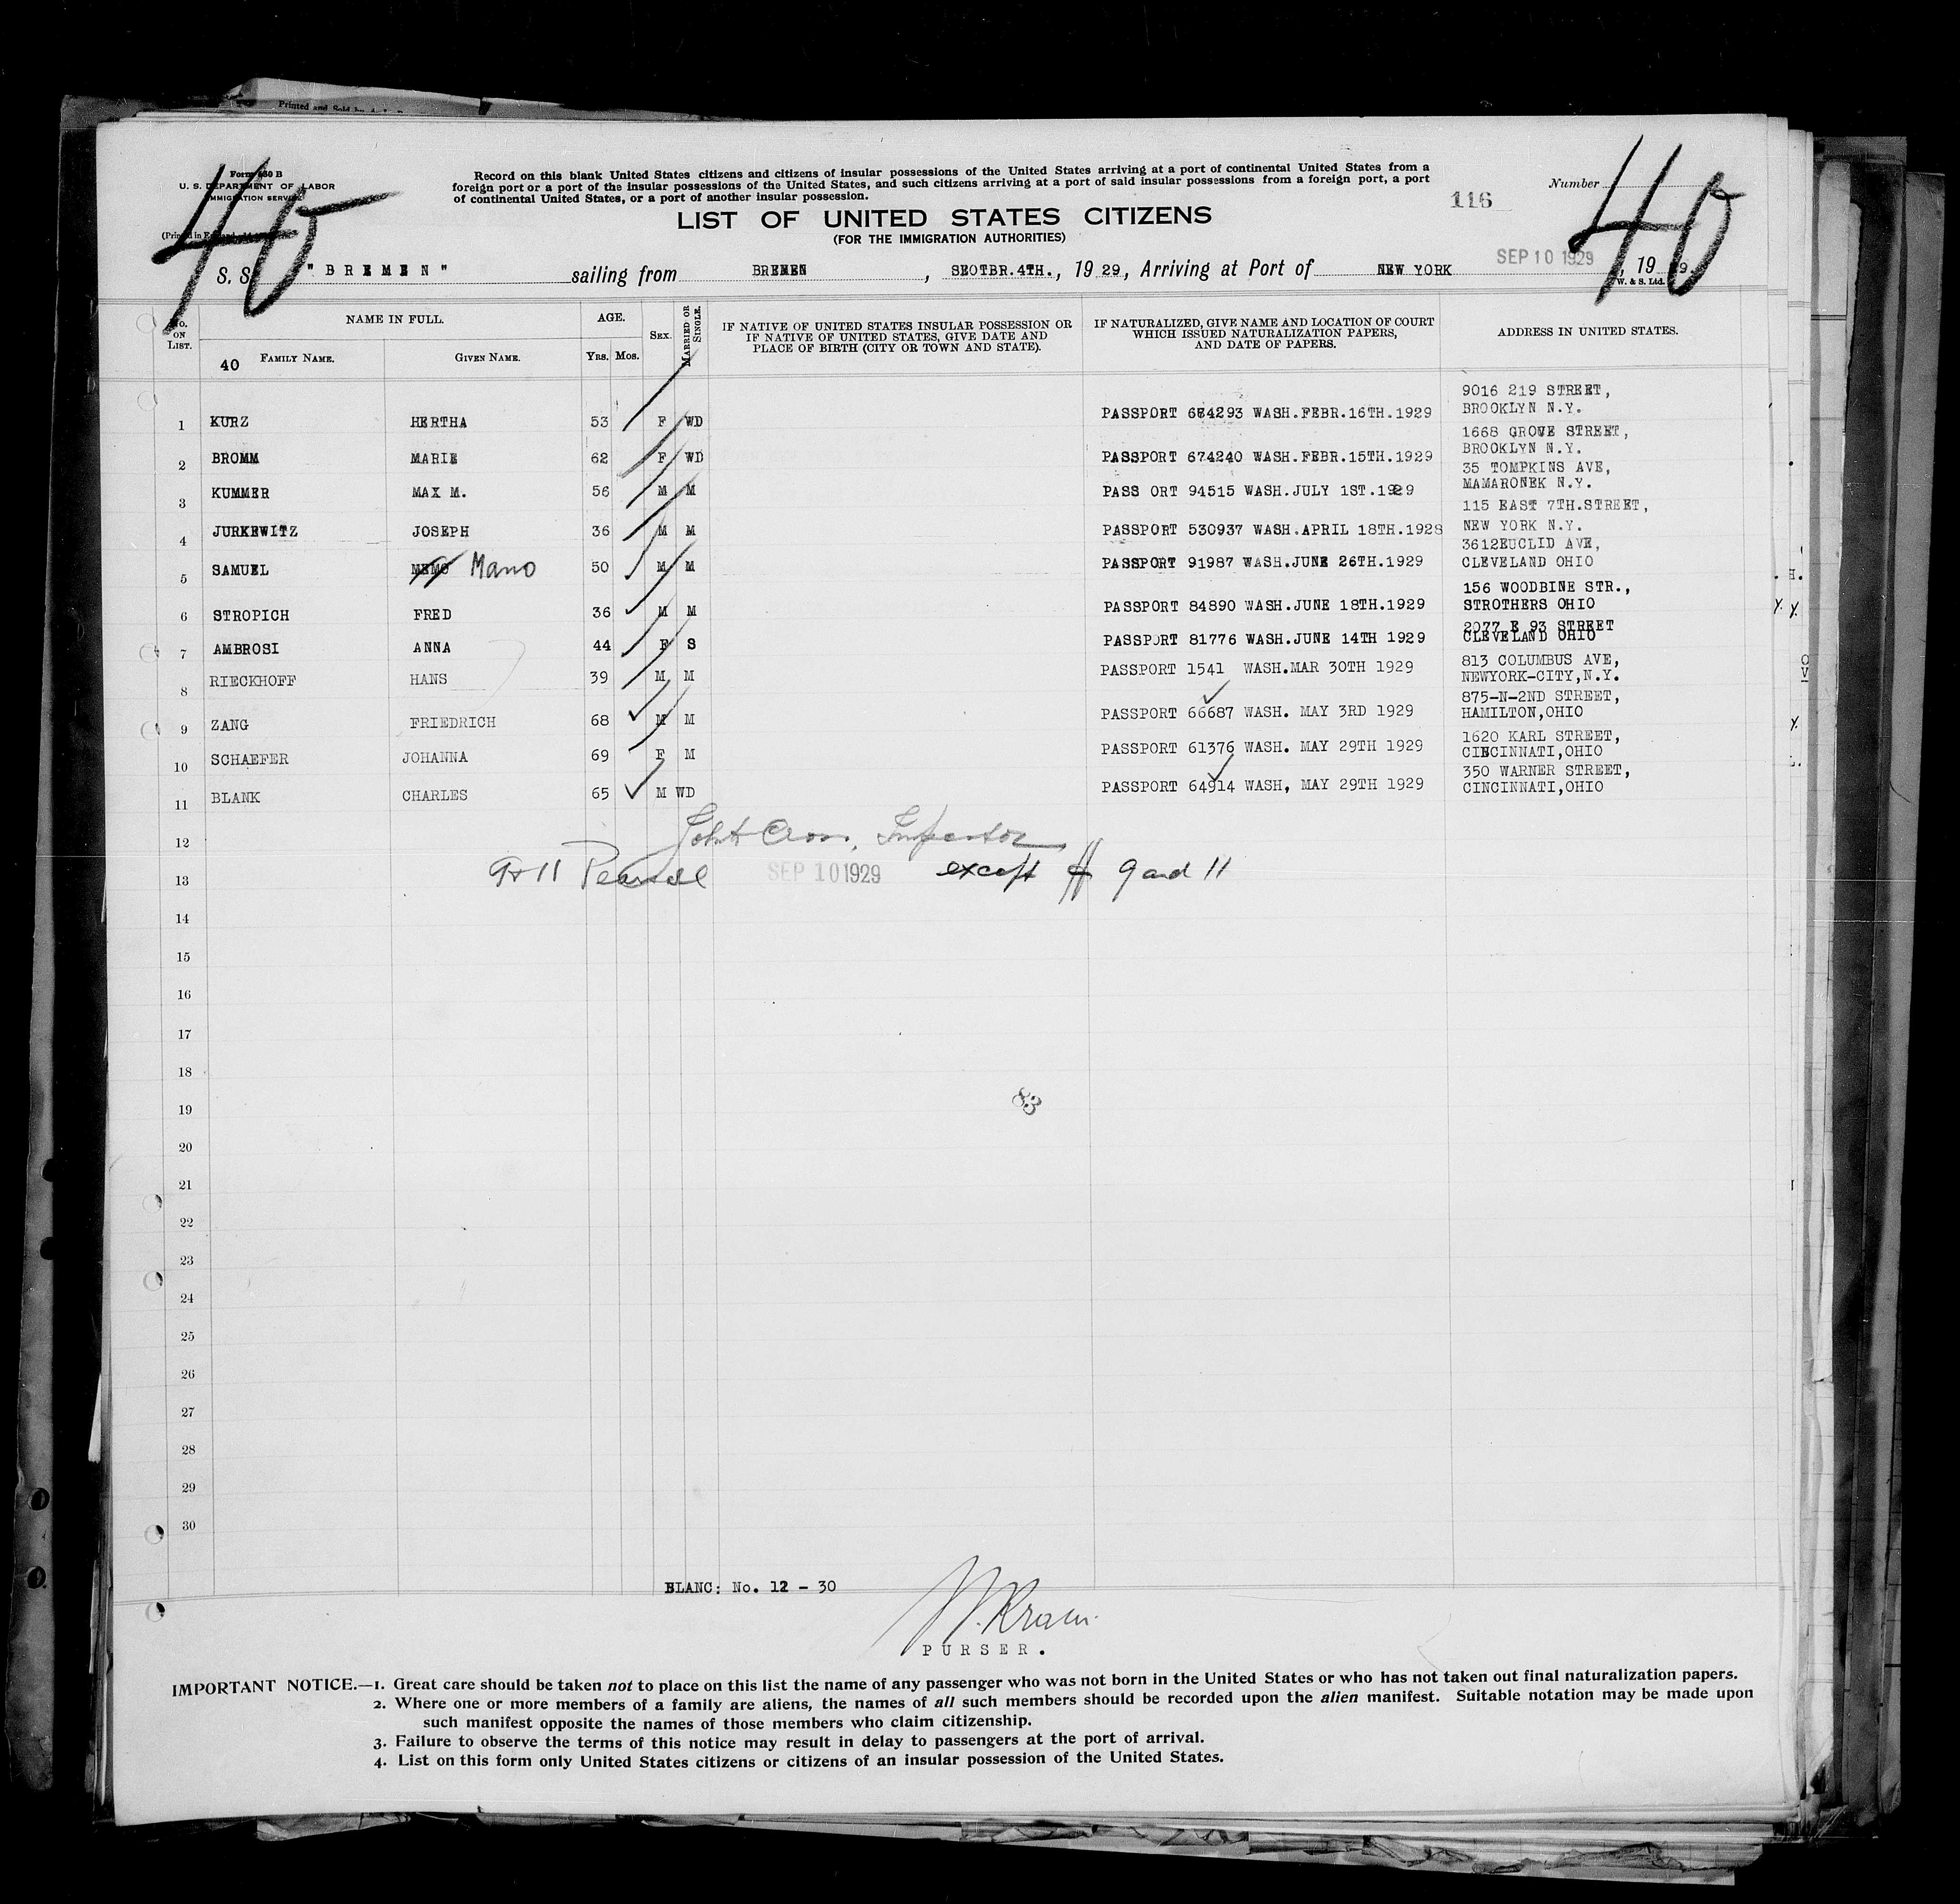 Printed and Sold by
Form 630 B
U. S. DEPARTMENT OF LABOR
IMMIGRATION SERVICE
Record on this blank United States citizens and citizens of insular possessions of the United States arriving at a port of continental United States from a
foreign port or a port of the insular possessions of the United States, and such citizens arriving at a port of said insular possessions from a foreign port, a port
of continental United States, or a port of another insular possession.
40
116
Number
40
LIST OF UNITED STATES CITIZENS
(FOR THE IMMIGRATION AUTHORITIES)
S. S. "BREMEN" sailing from BREMEN, SEOTBR.4TH., 1929, Arriving at Port of NEW YORK SEP 10 1929, 1929.
W. & S. Ltd.
No. ON LIST.
NAME IN FULL.
AGE.
SEX.
MARRIED OR SINGLE.
IF NATIVE OF UNITED STATES INSULAR POSSESSION OR
IF NATIVE OF UNITED STATES, GIVE DATE AND
PLACE OF BIRTH (CITY OR TOWN AND STATE).
IF NATURALIZED, GIVE NAME AND LOCATION OF COURT
WHICH ISSUED NATURALIZATION PAPERS,
AND DATE OF PAPERS.
ADDRESS IN UNITED STATES.
40 FAMILY NAME. GIVEN NAME. Yrs. Mos.
1 KURZ HERTHA 53 F WD PASSPORT 674293 WASH.FEBR.16TH.1929 9016 219 STREET,
BROOKLYN N.Y.
2 BROMM MARIE 62 F WD PASSPORT 674240 WASH.FEBR.15TH.1929 1668 GROVE STREET,
BROOKLYN N.Y.
3 KUMMER MAX M. 56 M M PASS ORT 94515 WASH.JULY 1ST.1929 35 TOMPKINS AVE,
MAMARONEK N.Y.
4 JURKEWITZ JOSEPH 36 M M PASSPORT 530937 WASH.APRIL 18TH.1928 115 EAST 7TH.STREET,
NEW YORK N.Y.
5 SAMUEL MEMO Mano 50 M M PASSPORT 91987 WASH.JUNE 26TH.1929 3612EUCLID AVE,
CLEVELAND OHIO
6 STROPICH FRED 36 M M PASSPORT 84890 WASH.JUNE 18TH.1929 156 WOODBINE STR.,
STROTHERS OHIO
7 AMBROSI ANNA 44 F S PASSPORT 81776 WASH.JUNE 14TH 1929 2077 E 93 STREET
CLEVELAND OHIO
8 RIECKHOFF HANS 39 M M PASSPORT 1541 WASH.MAR 30TH 1929 813 COLUMBUS AVE,
NEWYORK-CITY,N.Y.
9 ZANG FRIEDRICH 68 M M PASSPORT 66687 WASH. MAY 3RD 1929 875-N-2ND STREET,
HAMILTON,OHIO
10 SCHAEFER JOHANNA 69 F M PASSPORT 61376 WASH. MAY 29TH 1929 1620 KARL STREET,
CINCINNATI,OHIO
11 BLANK CHARLES 65 M WD PASSPORT 64914 WASH, MAY 29TH 1929 350 WARNER STREET,
CINCINNATI,OHIO
12 Cross, Inspector
13 9+11 SEP 10 1929 except # 9 and 11
14
15
16
17
18
19
83
20
21
22
23
24
25
26
27
28
29
30
BLANC: No. 12 - 30
PURSER.
IMPORTANT NOTICE.—1. Great care should be taken not to place on this list the name of any passenger who was not born in the United States or who has not taken out final naturalization papers.
2. Where one or more members of a family are aliens, the names of all such members should be recorded upon the alien manifest. Suitable notation may be made upon
such manifest opposite the names of those members who claim citizenship.
3. Failure to observe the terms of this notice may result in delay to passengers at the port of arrival.
4. List on this form only United States citizens or citizens of an insular possession of the United States.